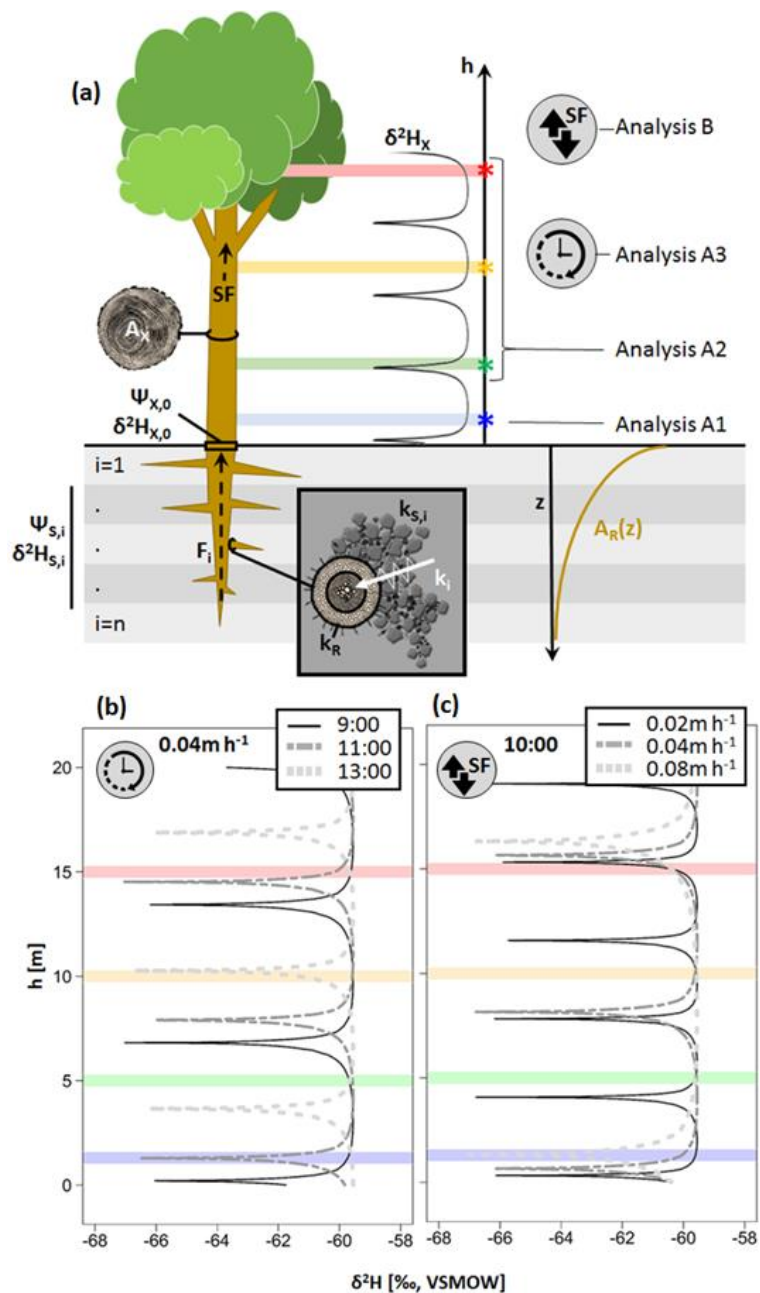 (a)
h
δ²H_X
SF
Analysis B
Analysis A3
SF
A_X
Analysis A2
Ψ_X,0
δ²H_X,0
Analysis A1
i=1
.
Ψ_S,i
δ²H_S,i
.
F_i
.
i=n
k_S,i
k_i
k_R
z
A_R(z)
(b)
0.04m h⁻¹
9:00
11:00
13:00
(c)
SF
10:00
0.02m h⁻¹
0.04m h⁻¹
0.08m h⁻¹
h [m]
20
15
10
5
0
-68 -66 -64 -62 -60 -58
-68 -66 -64 -62 -60 -58
δ²H [‰, VSMOW]